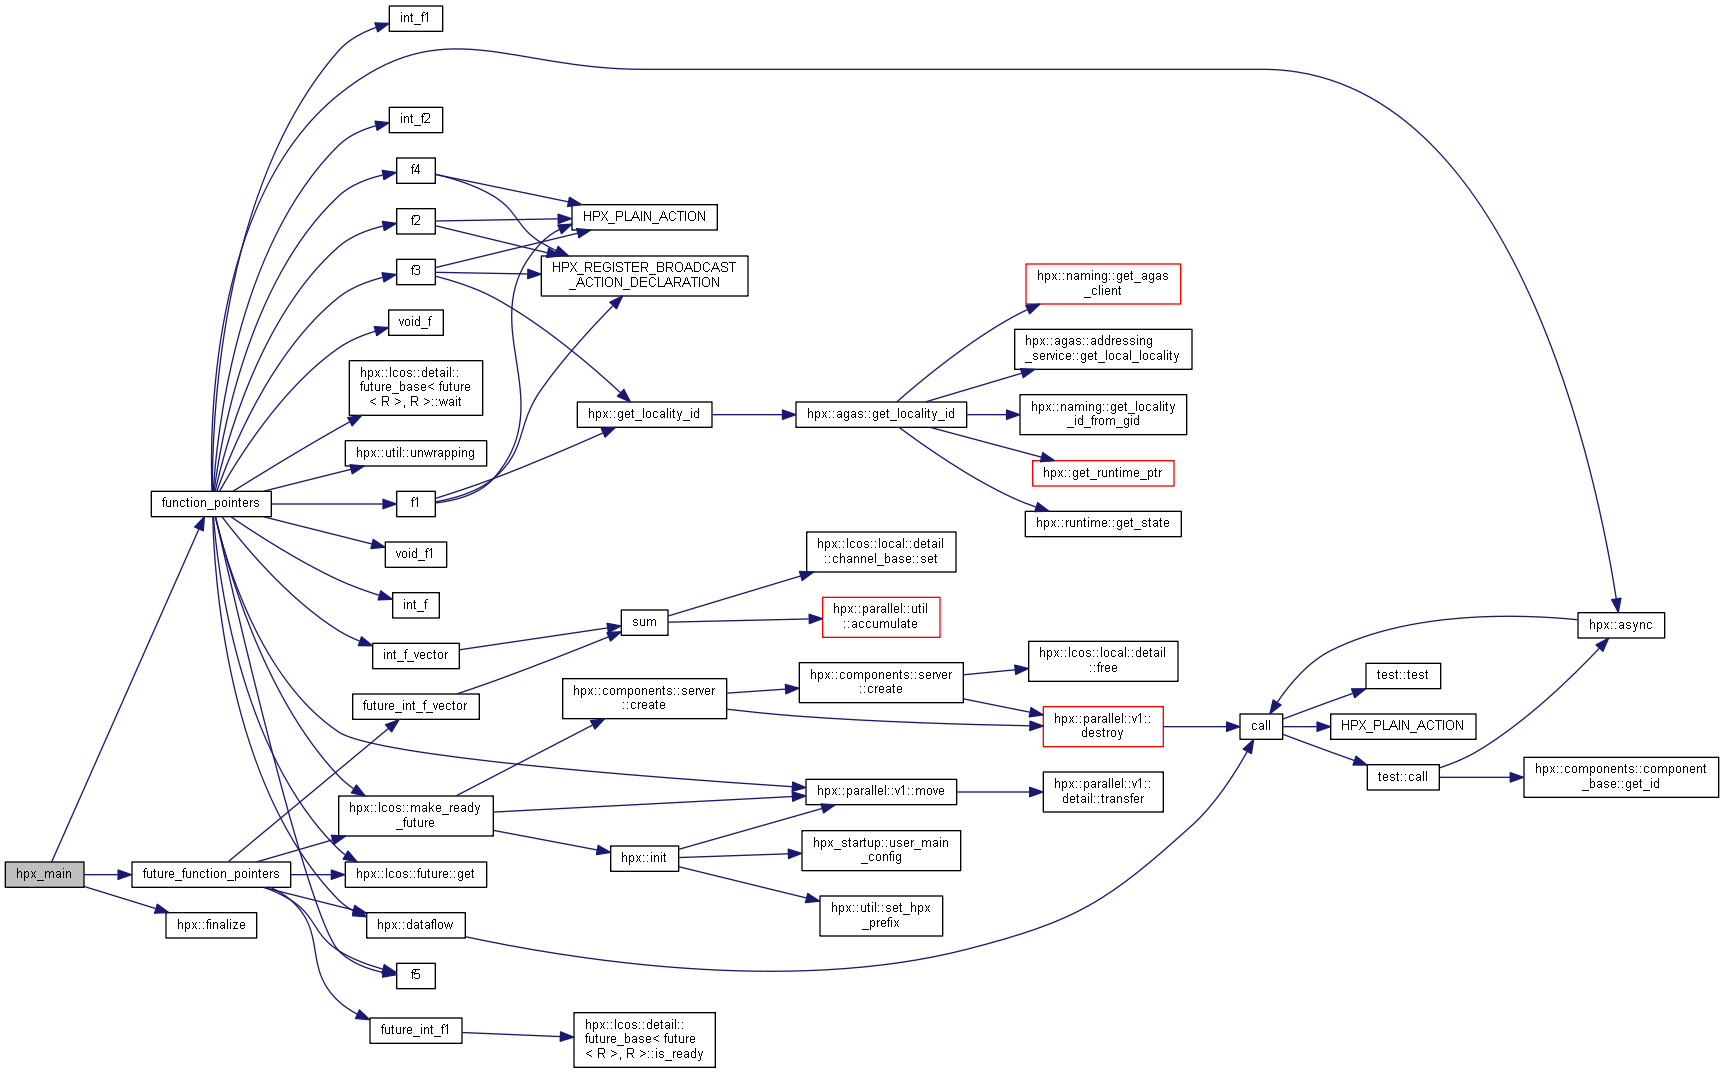 int_f1
int_f2
f4
f2
HPX_PLAIN_ACTION
f3
HPX_REGISTER_BROADCAST
_ACTION_DECLARATION
void_f
hpx::lcos::detail::
future_base< future
< R >, R >::wait
hpx::util::unwrapping
function_pointers
f1
void_f1
int_f
int_f_vector
future_int_f_vector
hpx::get_locality_id
hpx::agas::get_locality_id
hpx::naming::get_agas
_client
hpx::agas::addressing
_service::get_local_locality
hpx::naming::get_locality
_id_from_gid
hpx::get_runtime_ptr
hpx::runtime::get_state
hpx::lcos::local::detail
::channel_base::set
sum
hpx::parallel::util
::accumulate
hpx::components::server
::create
hpx::components::server
::create
hpx::lcos::local::detail
::free
hpx::parallel::v1::
destroy
hpx::async
call
test::test
HPX_PLAIN_ACTION
test::call
hpx::components::component
_base::get_id
hpx::lcos::make_ready
_future
hpx::parallel::v1::move
hpx::parallel::v1::
detail::transfer
hpx::init
hpx_startup::user_main
_config
hpx::util::set_hpx
_prefix
hpx_main
future_function_pointers
hpx::lcos::future::get
hpx::finalize
hpx::dataflow
f5
future_int_f1
hpx::lcos::detail::
future_base< future
< R >, R >::is_ready